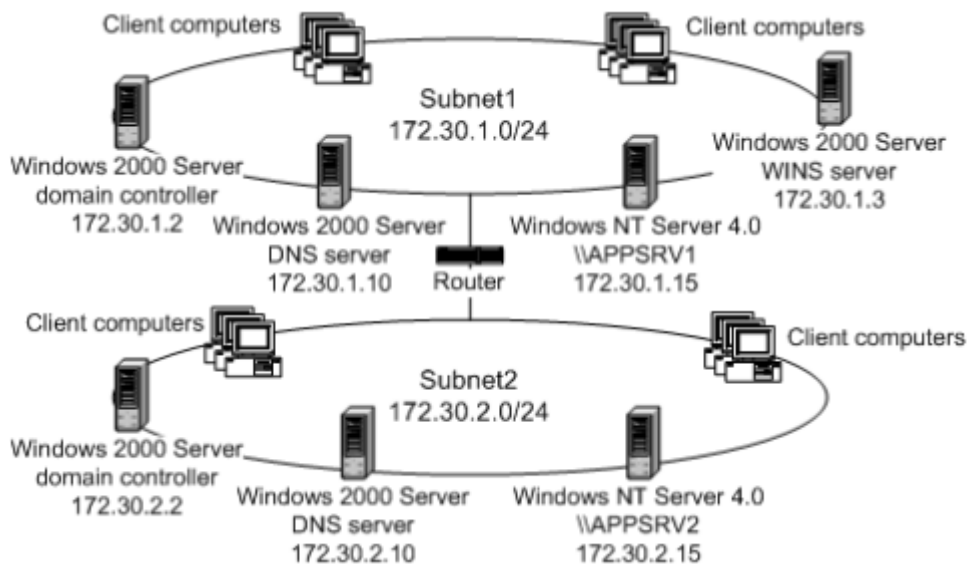 Client computers
Client computers
Subnet1
172.30.1.0/24
Windows 2000 Server
domain controller
172.30.1.2
Windows 2000 Server
WINS server
172.30.1.3
Windows 2000 Server
DNS server
172.30.1.10
Router
Windows NT Server 4.0
\\APPSRV1
172.30.1.15
Client computers
Client computers
Subnet2
172.30.2.0/24
Windows 2000 Server
domain controller
172.30.2.2
Windows 2000 Server
DNS server
172.30.2.10
Windows NT Server 4.0
\\APPSRV2
172.30.2.15